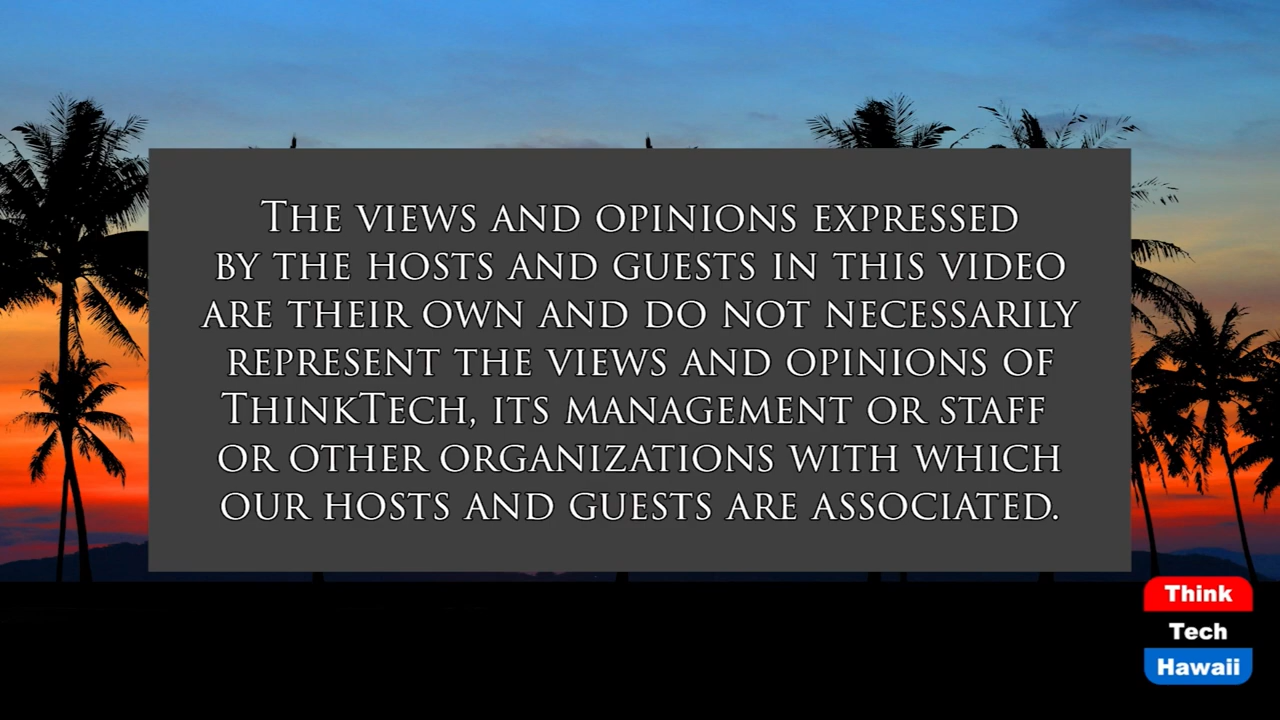 The views and opinions expressed
by the hosts and guests in this video
are their own and do not necessarily
represent the views and opinions of
ThinkTech, its management or staff
or other organizations with which
our hosts and guests are associated.
Think
Tech
Hawaii